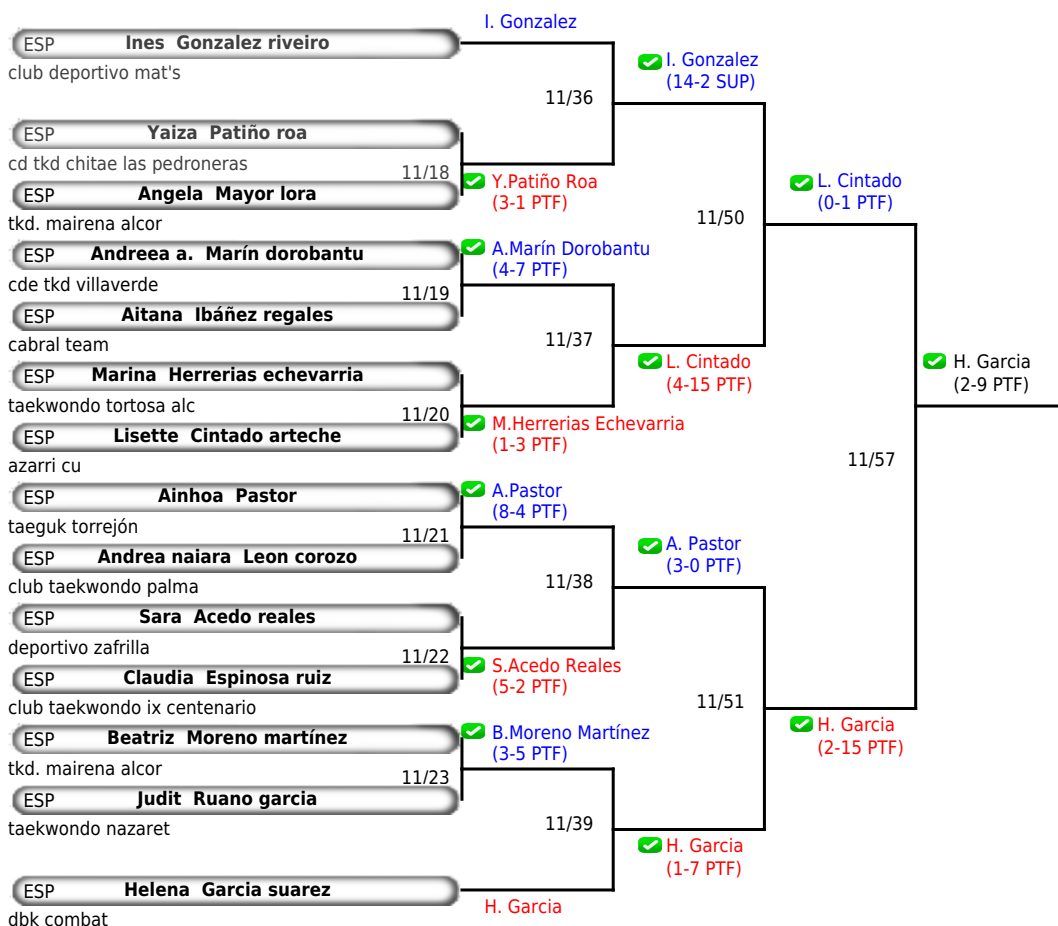 I. Gonzalez
ESP Ines Gonzalez riveiro
club deportivo mat's
I. Gonzalez
(14-2 SUP)
11/36
ESP Yaiza Patiño roa
cd tkd chitae las pedroneras
11/18
Y.Patiño Roa
(3-1 PTF)
ESP Angela Mayor lora
tkd. mairena alcor
L. Cintado
(0-1 PTF)
11/50
ESP Andreea a. Marín dorobantu
cde tkd villaverde
A.Marín Dorobantu
(4-7 PTF)
11/19
ESP Aitana Ibáñez regales
cabral team
11/37
L. Cintado
(4-15 PTF)
H. Garcia
(2-9 PTF)
ESP Marina Herrerias echevarria
taekwondo tortosa alc
11/20
M.Herrerias Echevarria
(1-3 PTF)
ESP Lisette Cintado arteche
azarri cu
11/57
ESP Ainhoa Pastor
taeguk torrejón
A.Pastor
(8-4 PTF)
11/21
ESP Andrea naiara Leon corozo
club taekwondo palma
A. Pastor
(3-0 PTF)
11/38
ESP Sara Acedo reales
deportivo zafrilla
11/22
S.Acedo Reales
(5-2 PTF)
ESP Claudia Espinosa ruiz
club taekwondo ix centenario
11/51
H. Garcia
(2-15 PTF)
ESP Beatriz Moreno martínez
tkd. mairena alcor
B.Moreno Martínez
(3-5 PTF)
11/23
ESP Judit Ruano garcia
taekwondo nazaret
11/39
H. Garcia
(1-7 PTF)
ESP Helena Garcia suarez
dbk combat
H. Garcia